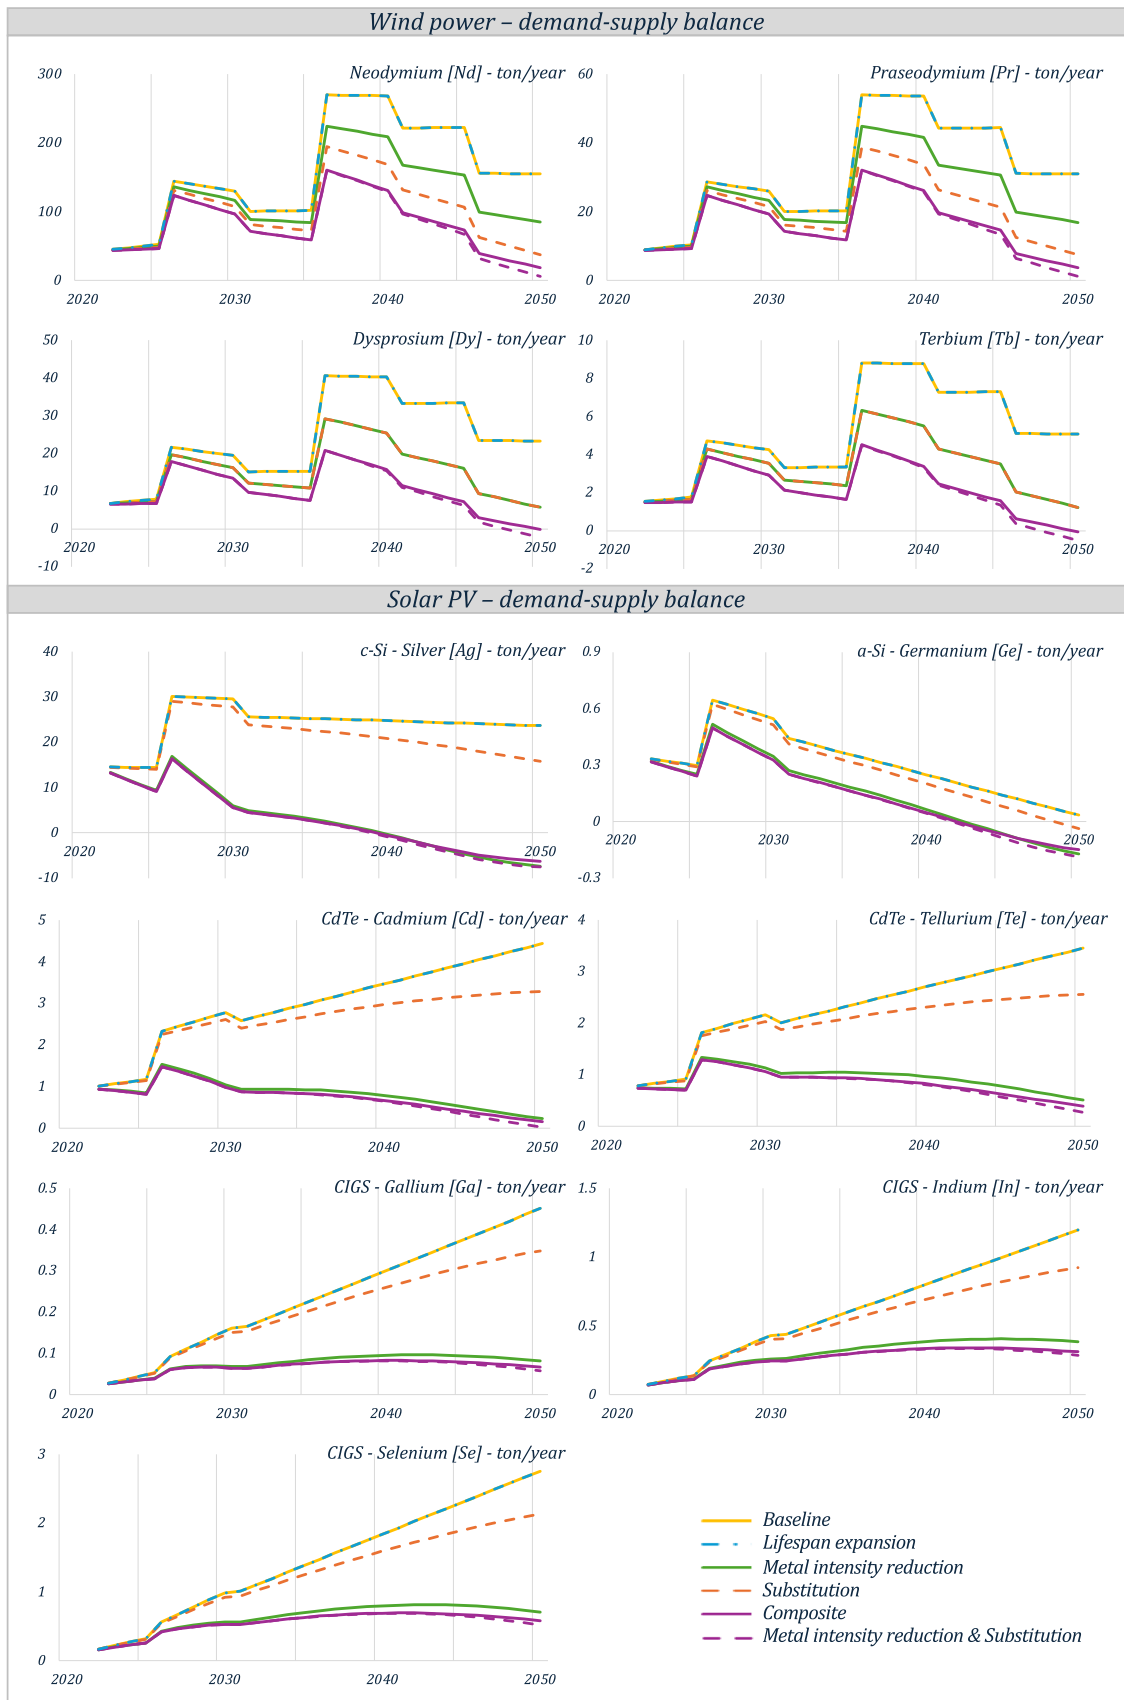 Wind power – demand-supply balance
Neodymium [Nd] - ton/year
300
200
100
0
2020 2030 2040 2050
Praseodymium [Pr] - ton/year
60
40
20
0
2020 2030 2040 2050
Dysprosium [Dy] - ton/year
50
40
30
20
10
0
-10
2020 2030 2040 2050
Terbium [Tb] - ton/year
10
8
6
4
2
0
-2
2020 2030 2040 2050
Solar PV – demand-supply balance
c-Si - Silver [Ag] - ton/year
40
30
20
10
0
-10
2020 2030 2040 2050
a-Si - Germanium [Ge] - ton/year
0.9
0.6
0.3
0
-0.3
2020 2030 2040 2050
CdTe - Cadmium [Cd] - ton/year
5
4
3
2
1
0
2020 2030 2040 2050
CdTe - Tellurium [Te] - ton/year
4
3
2
1
0
2020 2030 2040 2050
CIGS - Gallium [Ga] - ton/year
0.5
0.4
0.3
0.2
0.1
0
2020 2030 2040 2050
CIGS - Indium [In] - ton/year
1.5
1
0.5
0
2020 2030 2040 2050
CIGS - Selenium [Se] - ton/year
3
2
1
0
2020 2030 2040 2050
Baseline
Lifespan expansion
Metal intensity reduction
Substitution
Composite
Metal intensity reduction & Substitution